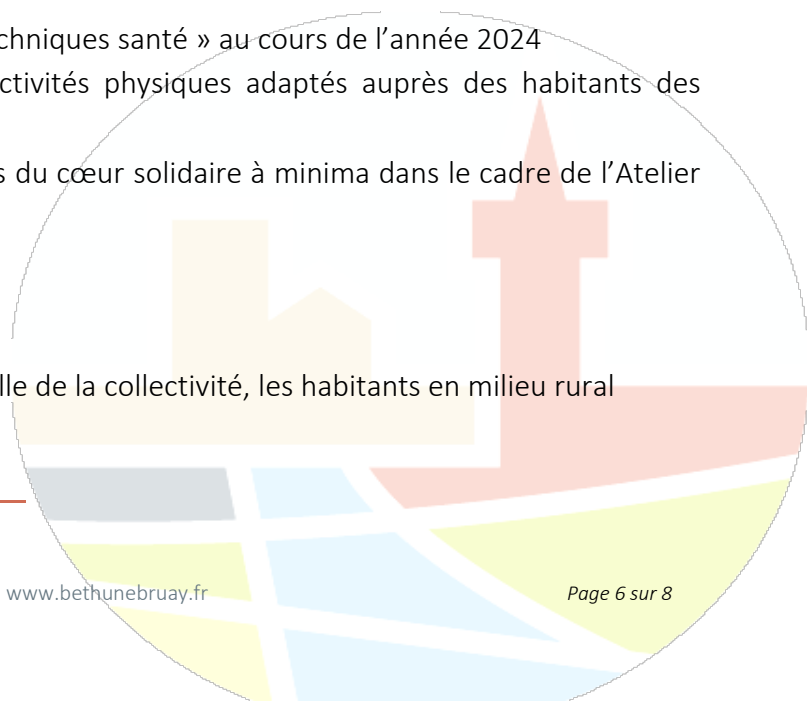 chniques santé » au cours de l’année 2024
ctivités physiques adaptés auprès des habitants des
s du cœur solidaire à minima dans le cadre de l’Atelier
lle de la collectivité, les habitants en milieu rural
www.bethunebruay.fr
Page 6 sur 8